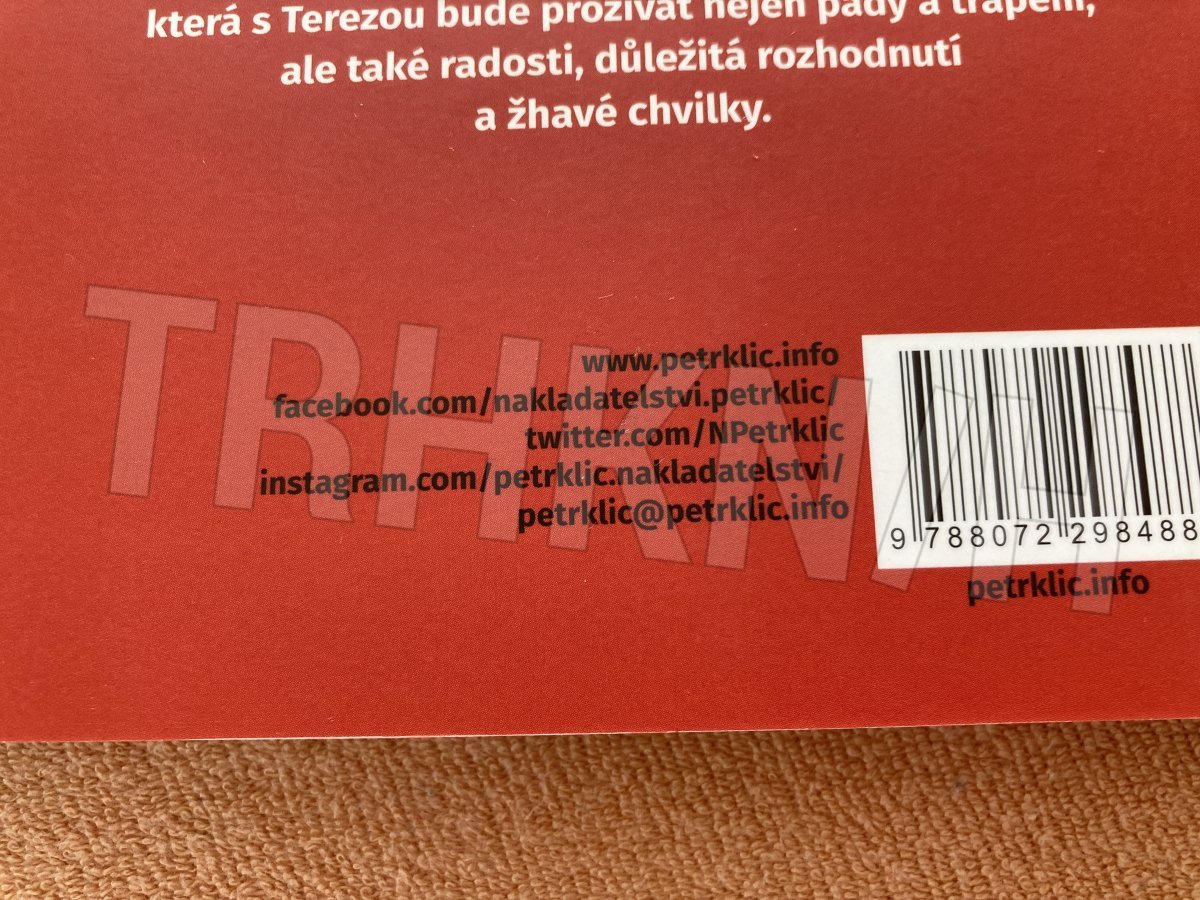 která s Terezou bude prožívat nejen pády a trápení,
ale také radosti, důležitá rozhodnutí
a žhavé chvilky.
www.petrklic.info
facebook.com/nakladatelstvi.petrklic/
twitter.com/NPetrklic
instagram.com/petrklic.nakladatelstvi/
petrklic@petrklic.info
9 788072 298488
petrklic.info
TRHKNIH